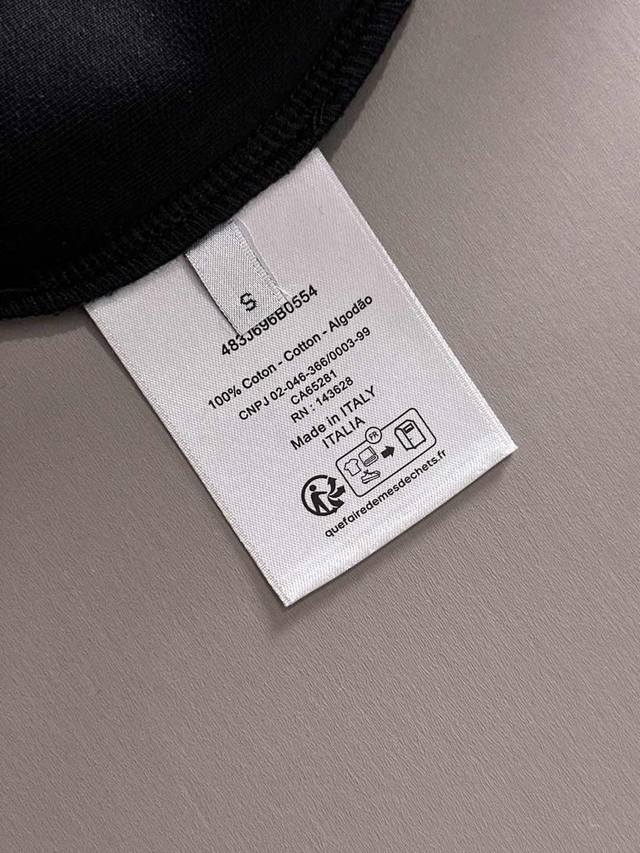 S
483J696B0554
100% Coton - Cotton - Algodão
CNPJ 02-046-366/0003-99
CA65281
RN : 143628
Made in ITALY
ITALIA
FR
quefairedemesdechets.fr